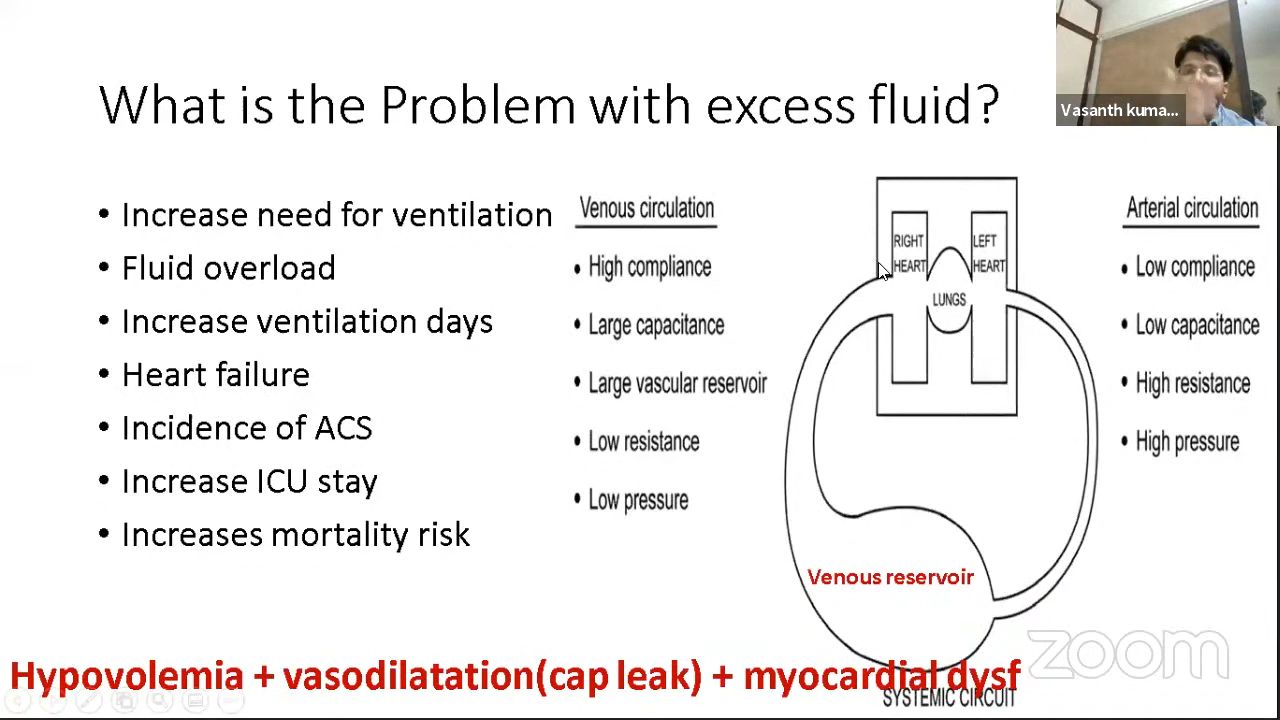 What is the Problem with excess fluid?
Vasanth kuma...
• Increase need for ventilation
• Fluid overload
• Increase ventilation days
• Heart failure
• Incidence of ACS
• Increase ICU stay
• Increases mortality risk
Venous circulation
• High compliance
• Large capacitance
• Large vascular reservoir
• Low resistance
• Low pressure
RIGHT
HEART
LEFT
HEART
LUNGS
Venous reservoir
Arterial circulation
• Low compliance
• Low capacitance
• High resistance
• High pressure
Hypovolemia + vasodilatation(cap leak) + myocardial dysf
SYSTEMIC CIRCUIT
zoom